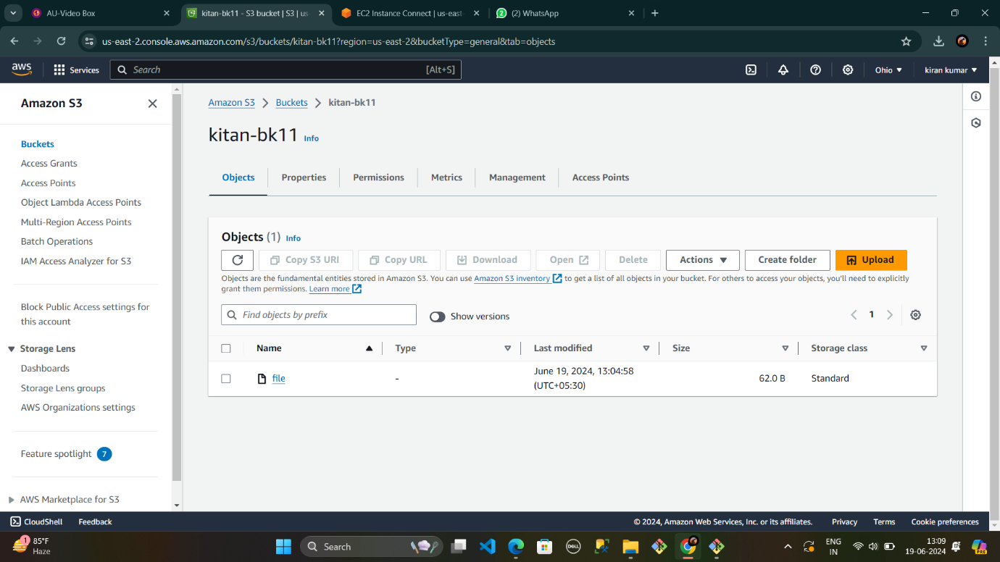 AU-Video Box
kitan-bk11 - S3 bucket | S3 | us
EC2 Instance Connect | us-east-
(2) WhatsApp
us-east-2.console.aws.amazon.com/s3/buckets/kitan-bk11?region=us-east-2&bucketType=general&tab=objects
aws
Services
Search
[Alt+S]
Ohio
kiran kumar
Amazon S3
Buckets
Access Grants
Access Points
Object Lambda Access Points
Multi-Region Access Points
Batch Operations
IAM Access Analyzer for S3
Block Public Access settings for
this account
Storage Lens
Dashboards
Storage Lens groups
AWS Organizations settings
Feature spotlight 7
AWS Marketplace for S3
Amazon S3 > Buckets > kitan-bk11
kitan-bk11 Info
Objects
Properties
Permissions
Metrics
Management
Access Points
Objects (1) Info
Copy S3 URI
Copy URL
Download
Open
Delete
Actions
Create folder
Upload
Objects are the fundamental entities stored in Amazon S3. You can use Amazon S3 inventory to get a list of all objects in your bucket. For others to access your objects, you'll need to explicitly
grant them permissions. Learn more
Find objects by prefix
Show versions
1
Name
Type
Last modified
Size
Storage class
file
-
June 19, 2024, 13:04:58
(UTC+05:30)
62.0 B
Standard
CloudShell
Feedback
© 2024, Amazon Web Services, Inc. or its affiliates.
Privacy
Terms
Cookie preferences
1
85°F
Haze
Search
DELL
ENG
IN
13:09
19-06-2024
PRE